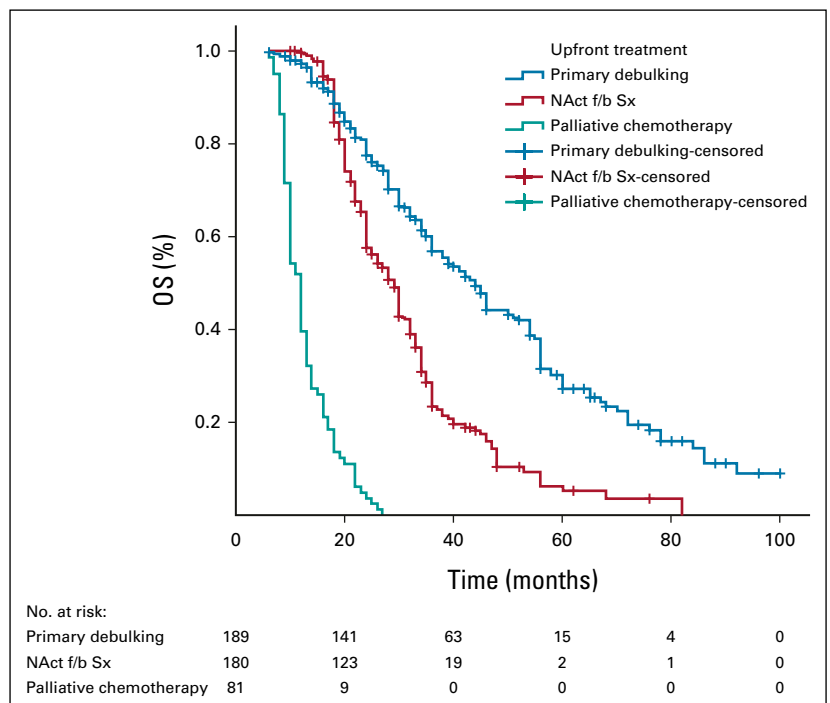 Upfront treatment
Primary debulking
NAct f/b Sx
Palliative chemotherapy
Primary debulking-censored
NAct f/b Sx-censored
Palliative chemotherapy-censored
OS (%)
1.0
0.8
0.6
0.4
0.2
0 20 40 60 80 100
Time (months)
No. at risk:
Primary debulking 189 141 63 15 4 0
NAct f/b Sx 180 123 19 2 1 0
Palliative chemotherapy 81 9 0 0 0 0